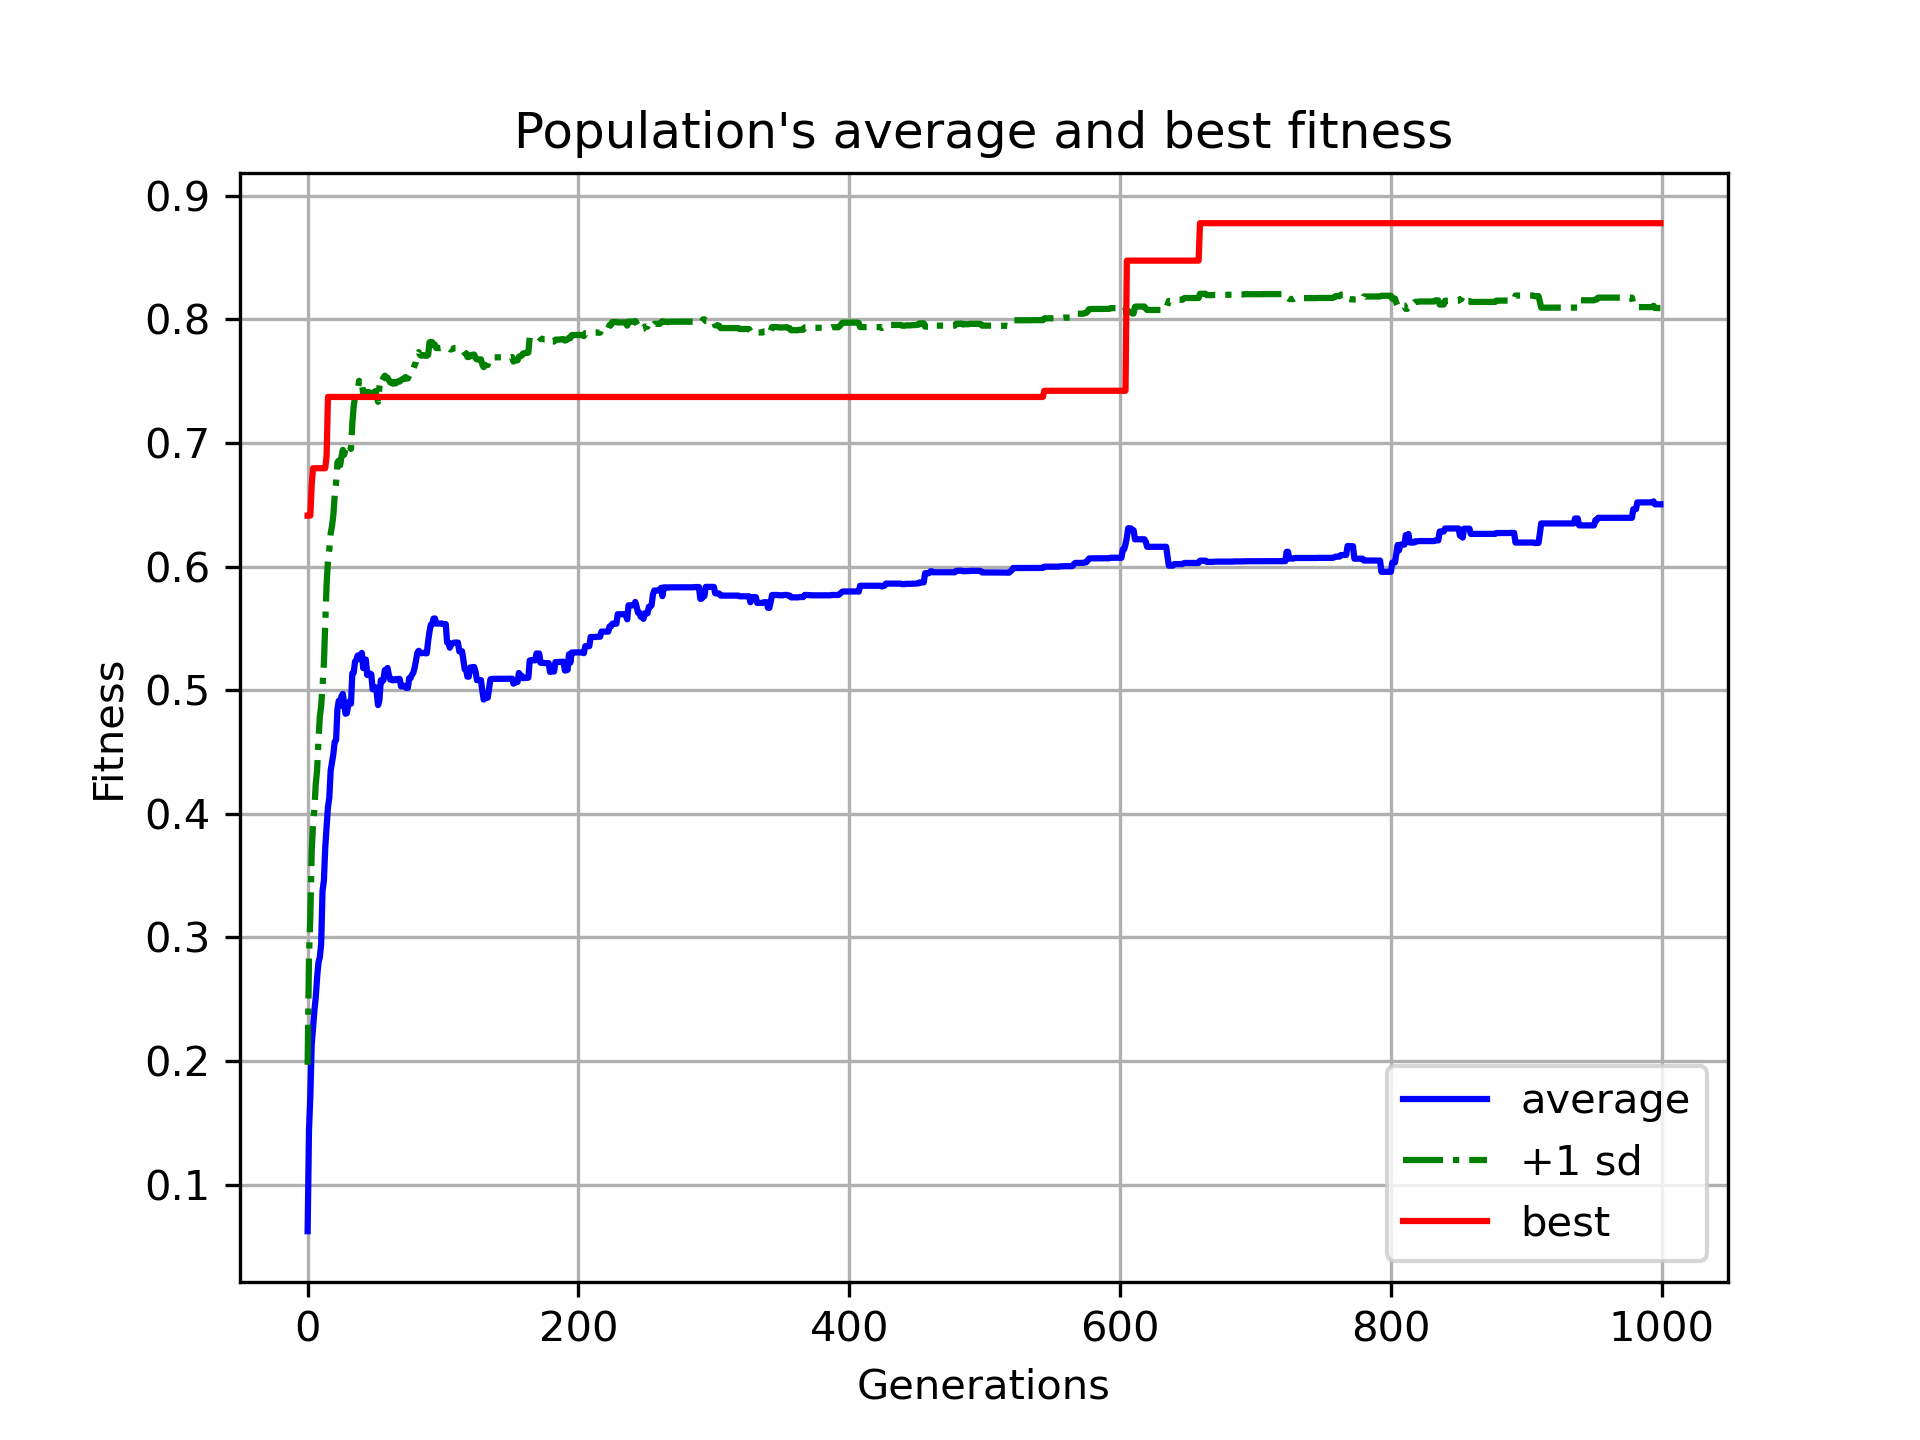 Population's average and best fitness
0.9
0.8
0.7
0.6
0.5
0.4
0.3
0.2
0.1
Fitness
average
+1 sd
best
0 200 400 600 800 1000
Generations